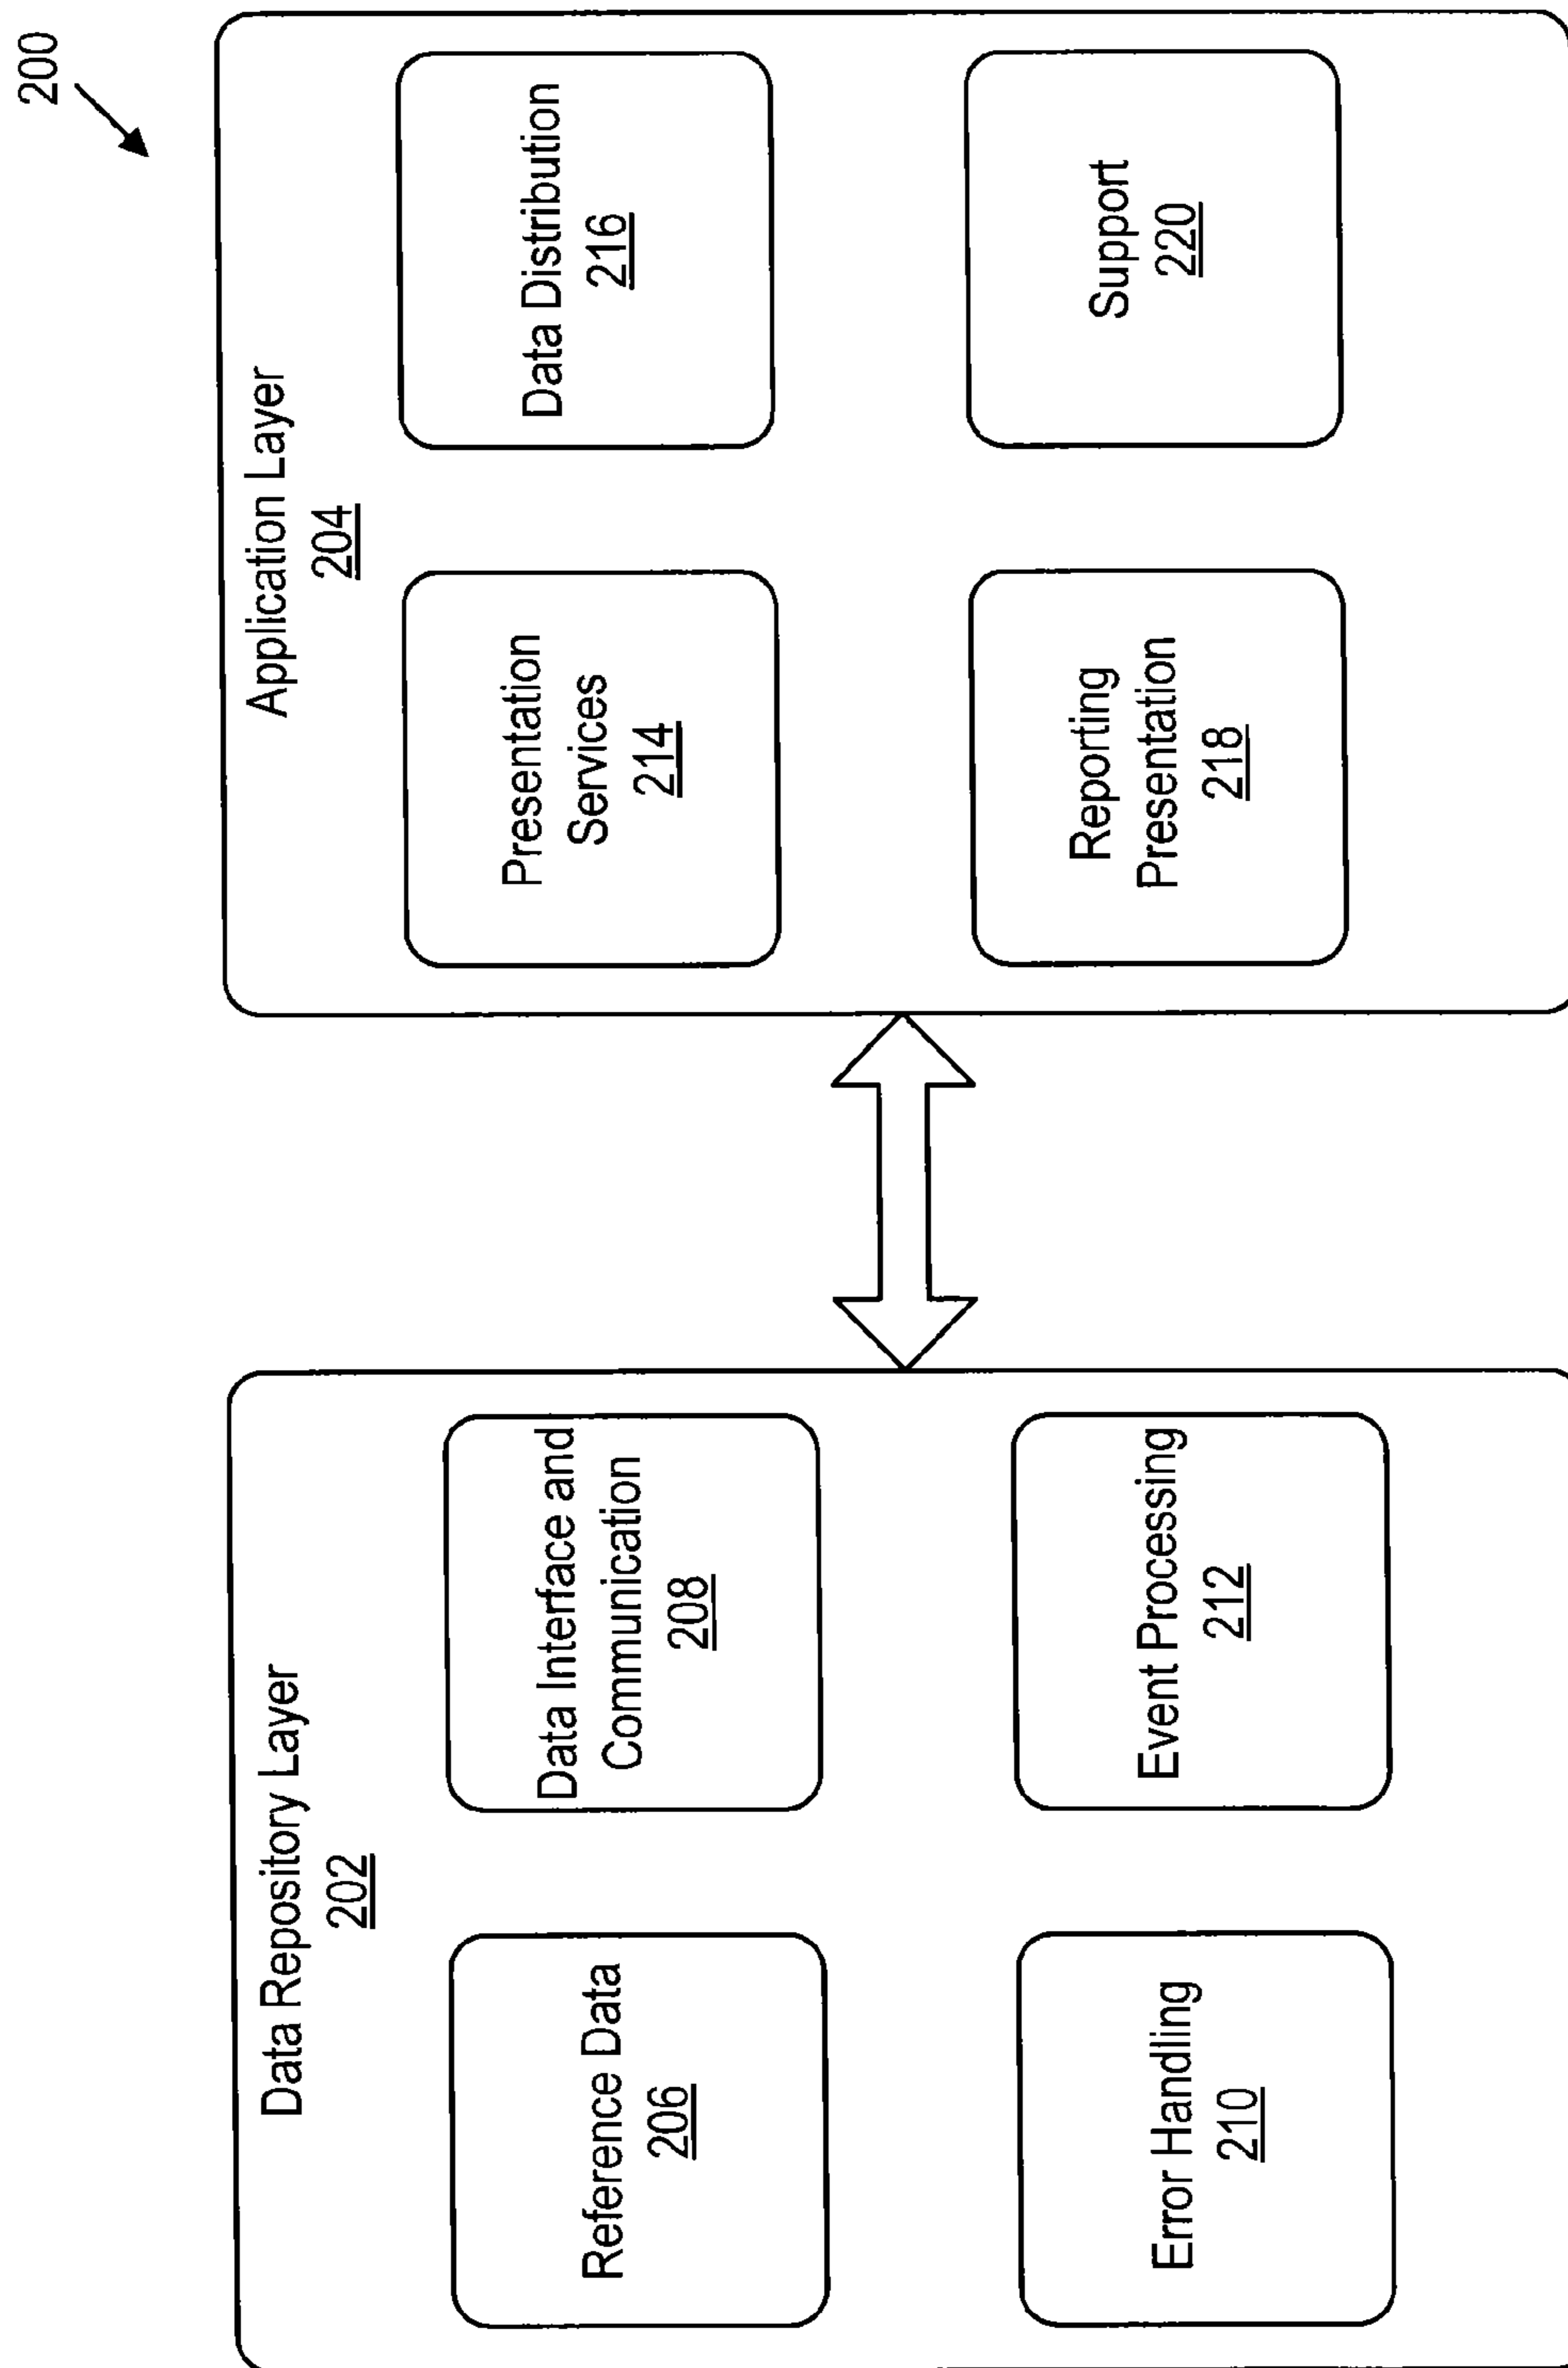 200
Data Repository Layer
202
Reference Data
206
Data Interface and
Communication
208
Error Handling
210
Event Processing
212
Application Layer
204
Presentation
Services
214
Data Distribution
216
Reporting
Presentation
218
Support
220